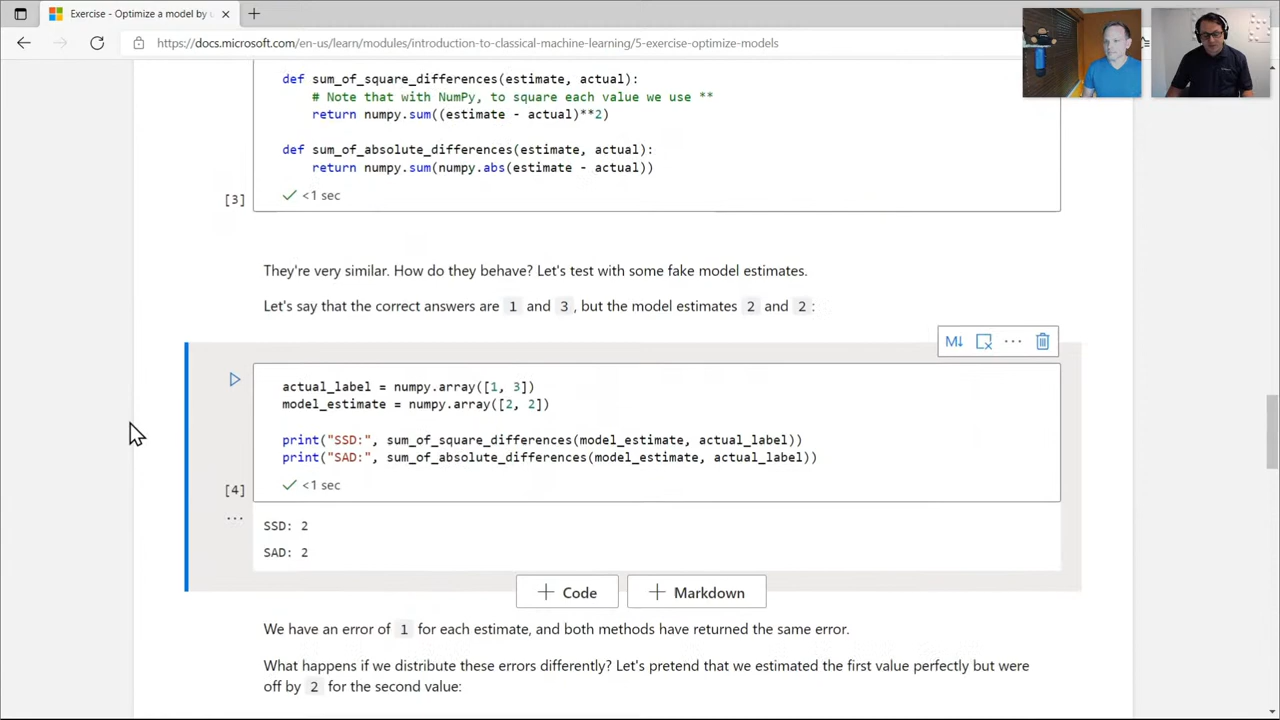 Exercise - Optimize a model by u
https://docs.microsoft.com/en-us/learn/modules/introduction-to-classical-machine-learning/5-exercise-optimize-models
def sum_of_square_differences(estimate, actual):
# Note that with NumPy, to square each value we use **
return numpy.sum((estimate - actual)**2)
def sum_of_absolute_differences(estimate, actual):
return numpy.sum(numpy.abs(estimate - actual))
<1 sec
[3]
They're very similar. How do they behave? Let's test with some fake model estimates.
Let's say that the correct answers are 1 and 3, but the model estimates 2 and 2:
M↓
actual_label = numpy.array([1, 3])
model_estimate = numpy.array([2, 2])
print("SSD:", sum_of_square_differences(model_estimate, actual_label))
print("SAD:", sum_of_absolute_differences(model_estimate, actual_label))
<1 sec
[4]
SSD: 2
SAD: 2
+ Code + Markdown
We have an error of 1 for each estimate, and both methods have returned the same error.
What happens if we distribute these errors differently? Let's pretend that we estimated the first value perfectly but were
off by 2 for the second value: